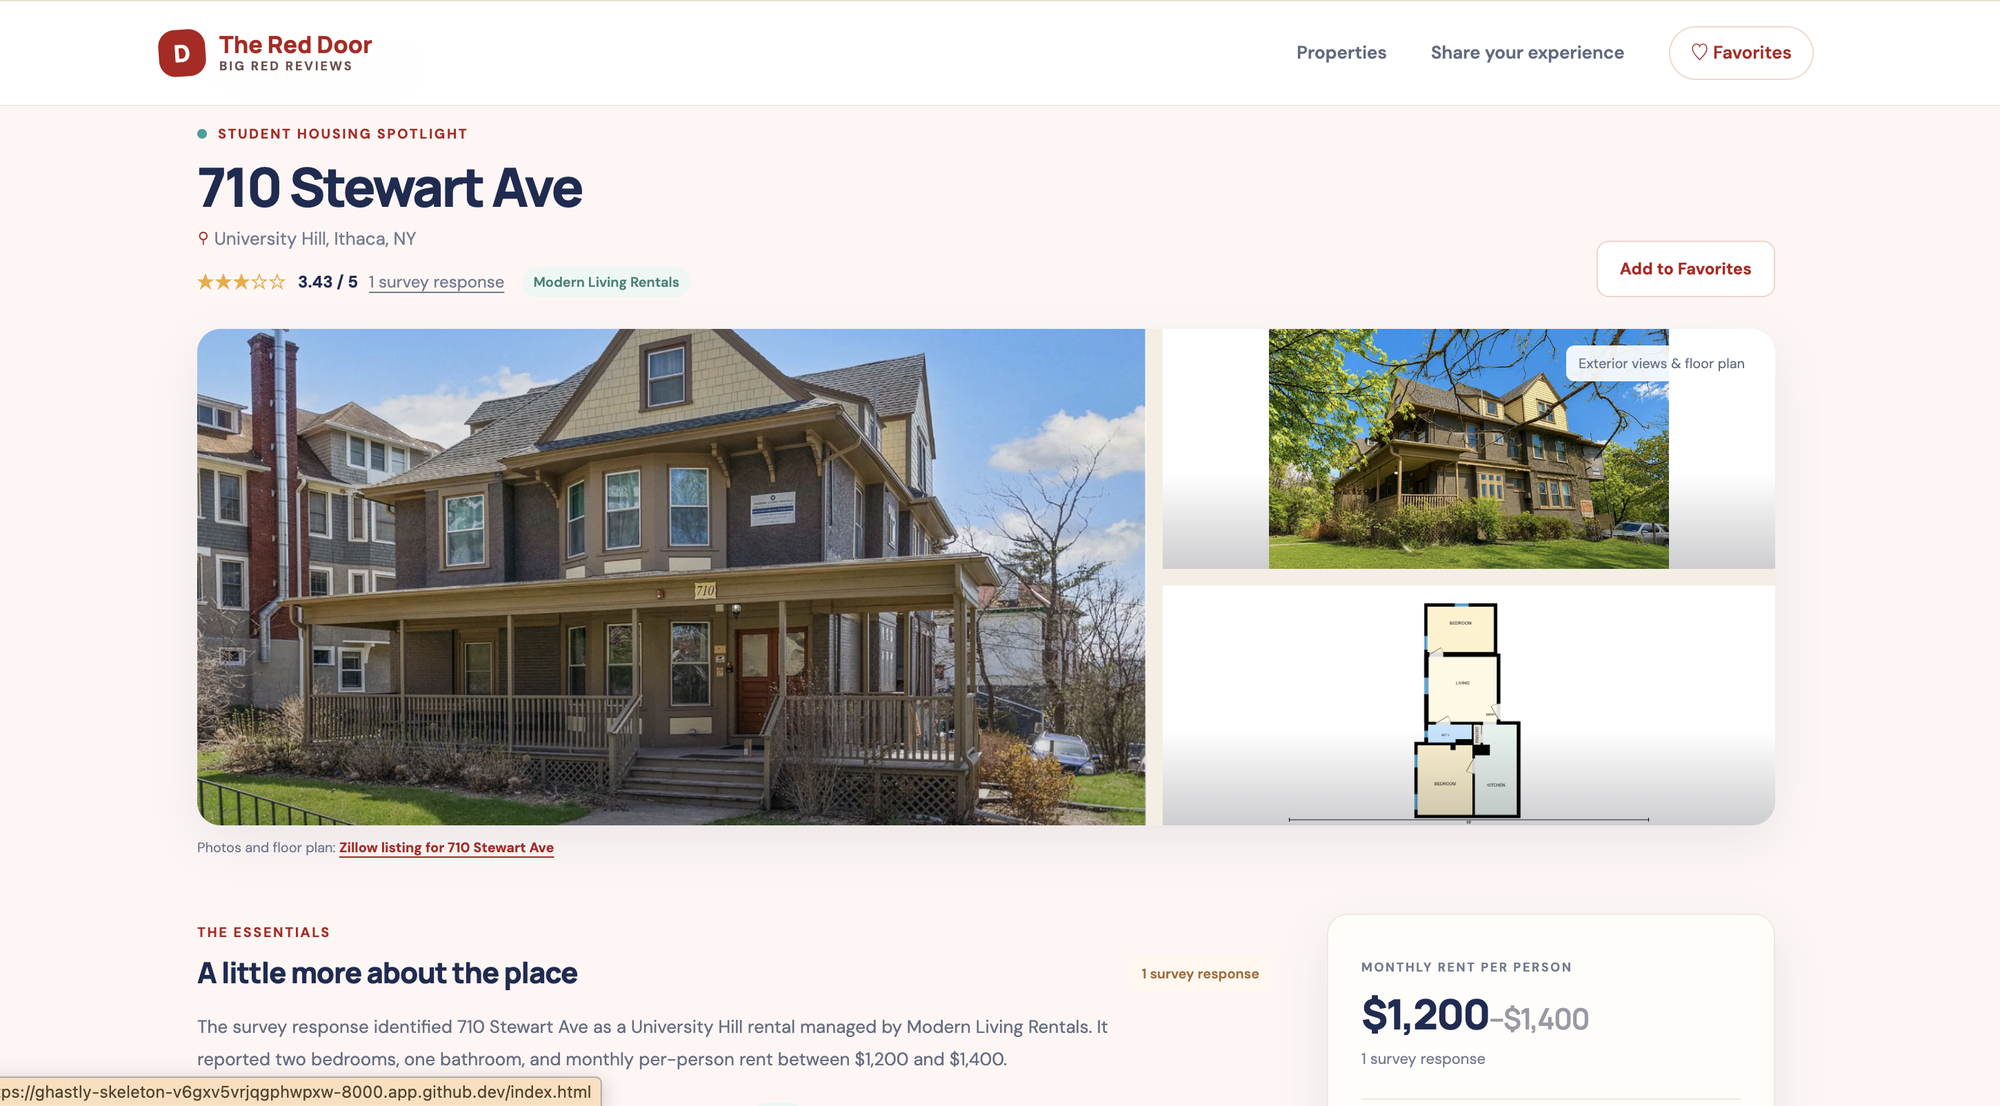 D
The Red Door
BIG RED REVIEWS
Properties
Share your experience
♡ Favorites
STUDENT HOUSING SPOTLIGHT
710 Stewart Ave
University Hill, Ithaca, NY
★★★☆☆ 3.43 / 5 1 survey response
Modern Living Rentals
Add to Favorites
710
Exterior views & floor plan
BEDROOM
LIVING
BEDROOM
KITCHEN
Photos and floor plan: Zillow listing for 710 Stewart Ave
THE ESSENTIALS
A little more about the place
1 survey response
The survey response identified 710 Stewart Ave as a University Hill rental managed by Modern Living Rentals. It
reported two bedrooms, one bathroom, and monthly per-person rent between $1,200 and $1,400.
MONTHLY RENT PER PERSON
$1,200–$1,400
1 survey response
ps://ghastly-skeleton-v6gxv5vrjqgphwpxw-8000.app.github.dev/index.html